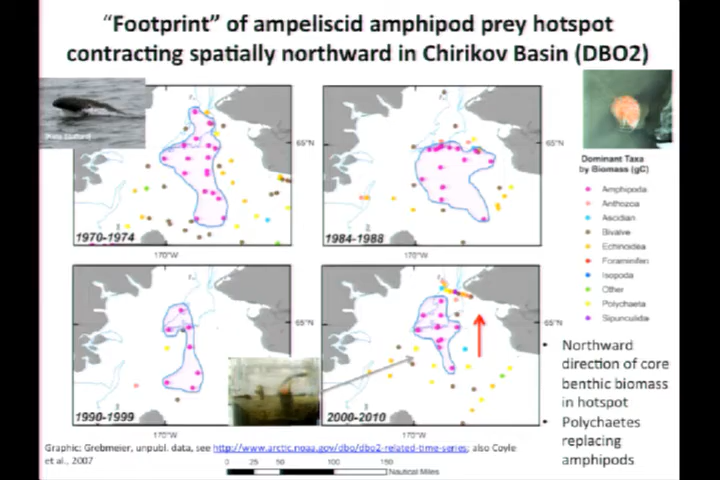 “Footprint” of ampeliscid amphipod prey hotspot
contracting spatially northward in Chirikov Basin (DBO2)
65°N
65°N
1970-1974
1984-1988
170°W
170°W
65°N
65°N
1990-1999
2000-2010
170°W
170°W
Dominant Taxa
by Biomass (gC)
Amphipoda
Anthozoa
Ascidian
Bivalve
Echinoidea
Foraminifera
Isopoda
Other
Polychaeta
Sipunculida
• Northward
direction of core
benthic biomass
in hotspot
• Polychaetes
replacing
amphipods
Graphic: Grebmeier, unpubl. data, see http://www.arctic.noaa.gov/dbo/dbo2-related-time-series; also Coyle
et al., 2007
0 25 50 100 150
Nautical Miles